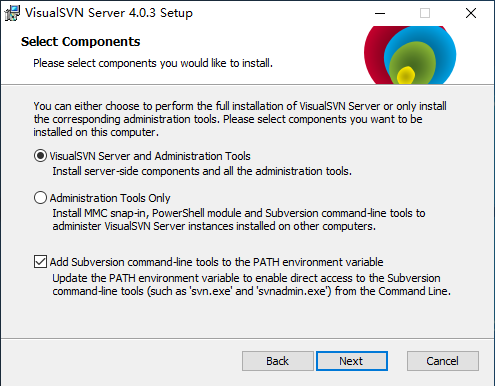 VisualSVN Server 4.0.3 Setup
Select Components
Please select components you would like to install.
You can either choose to perform the full installation of VisualSVN Server or only install
the corresponding administration tools. Please select components you want to be
installed on this computer.
VisualSVN Server and Administration Tools
Install server-side components and all the administration tools.
Administration Tools Only
Install MMC snap-in, PowerShell module and Subversion command-line tools to
administer VisualSVN Server instances installed on other computers.
Add Subversion command-line tools to the PATH environment variable
Update the PATH environment variable to enable direct access to the Subversion
command-line tools (such as 'svn.exe' and 'svnadmin.exe') from the Command Line.
Back
Next
Cancel